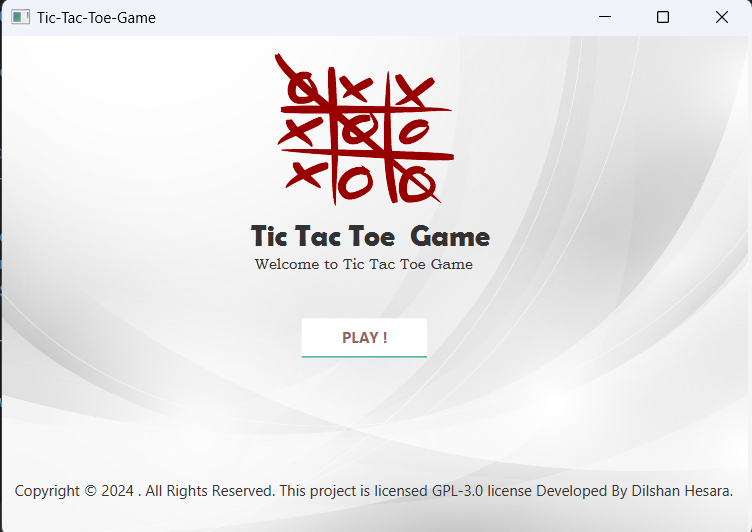 Tic-Tac-Toe-Game
Tic Tac Toe  Game
Welcome to Tic Tac Toe Game
PLAY !
Copyright © 2024 . All Rights Reserved. This project is licensed GPL-3.0 license Developed By Dilshan Hesara.